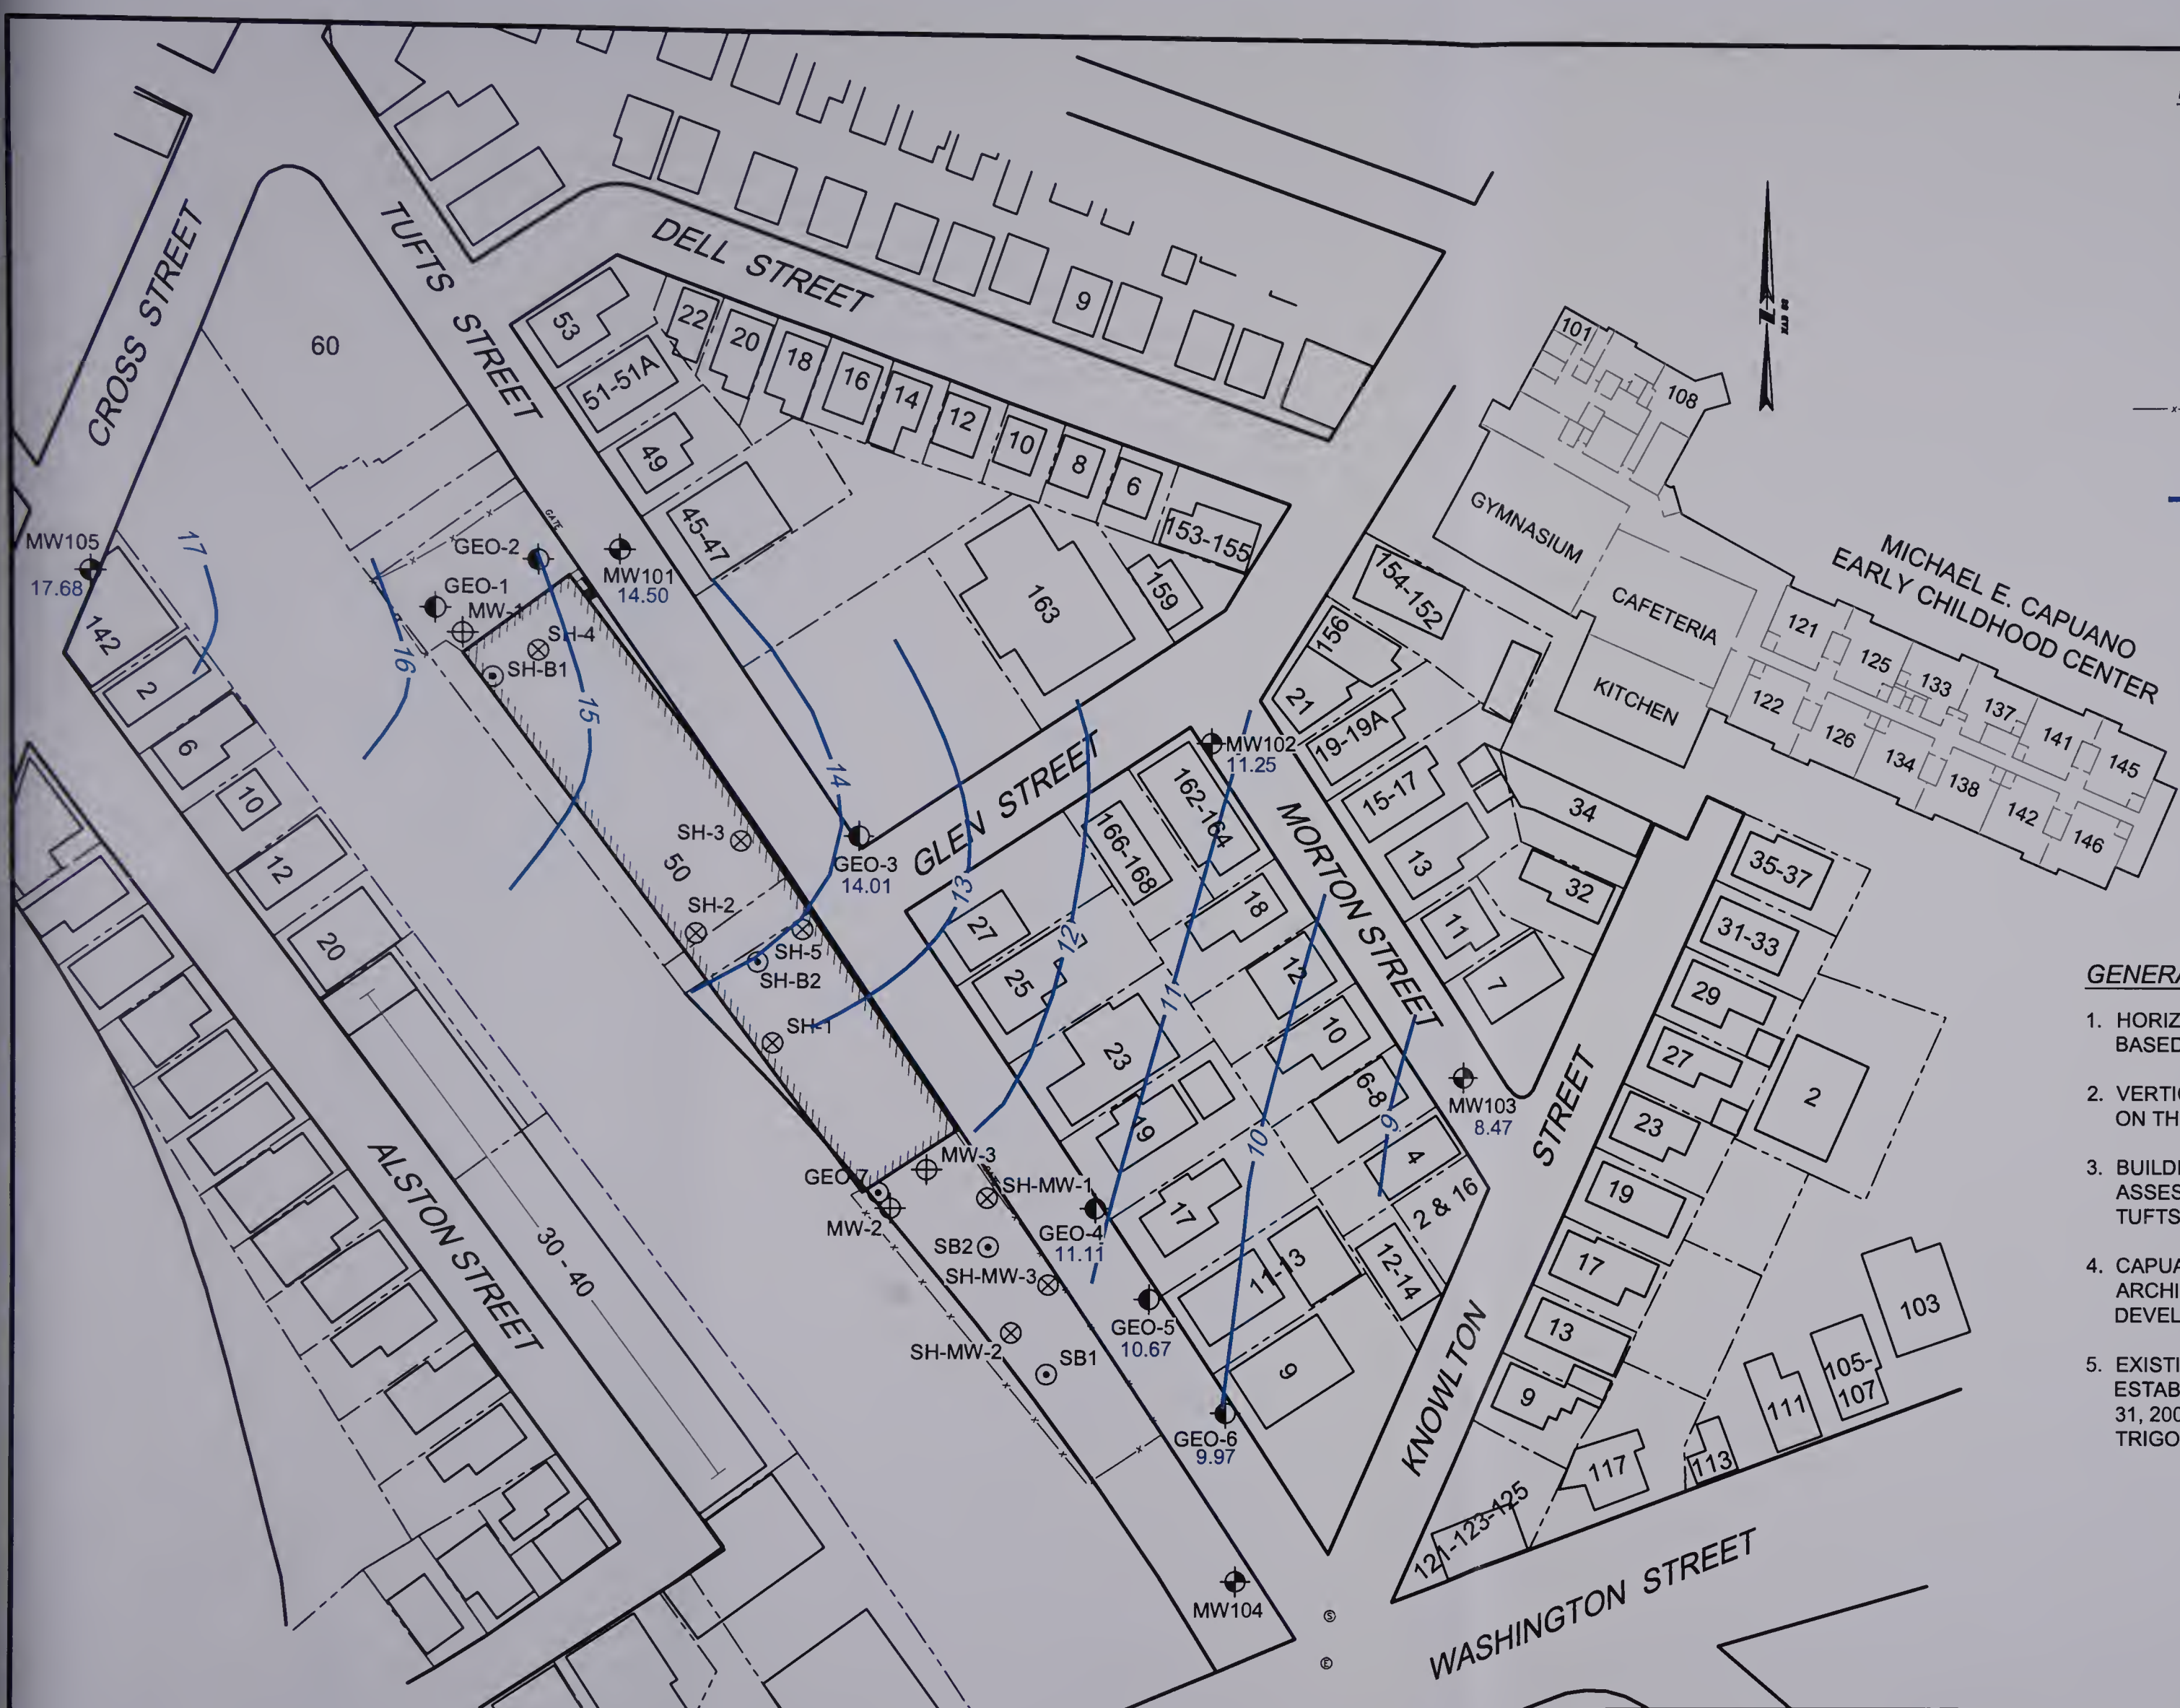 CROSS STREET
TUFTS STREET
DELL STREET
60
53
51-51A
49
45-47
22
20
18
16
14
12
10
8
6
153-155
159
163
9
101
108
GYMNASIUM
CAFETERIA
KITCHEN
MICHAEL E. CAPUANO
EARLY CHILDHOOD CENTER
121
125
133
137
141
145
122
126
134
138
142
146
MW105
17.68
17
142
2
6
10
12
20
GATE
GEO-2
GEO-1
MW-1
MW101
14.50
SH-4
SH-B1
16
15
14
13
12
11
10
9
SH-3
50
SH-2
SH-5
SH-B2
SH-1
GEO-3
14.01
GLEN STREET
MW102
11.25
162-164
166-168
18
27
25
23
19
17
11-13
9
12
10
6-8
4
2 & 16
12-14
MORTON STREET
154-152
156
21
19-19A
15-17
13
11
7
34
32
MW103
8.47
35-37
31-33
29
27
23
19
17
13
9
2
103
105-
107
111
113
117
121-123-125
KNOWLTON STREET
WASHINGTON STREET
ALSTON STREET
30 - 40
GEO-7
MW-2
MW-3
SH-MW-1
GEO-4
11.11
SB2
SH-MW-3
GEO-5
10.67
SH-MW-2
SB1
GEO-6
9.97
MW104
S
E
GENERA
1. HORIZ
BASED
2. VERTI
ON TH
3. BUILDI
ASSES
TUFTS
4. CAPUA
ARCHI
DEVEL
5. EXISTI
ESTAB
31, 200
TRIGO